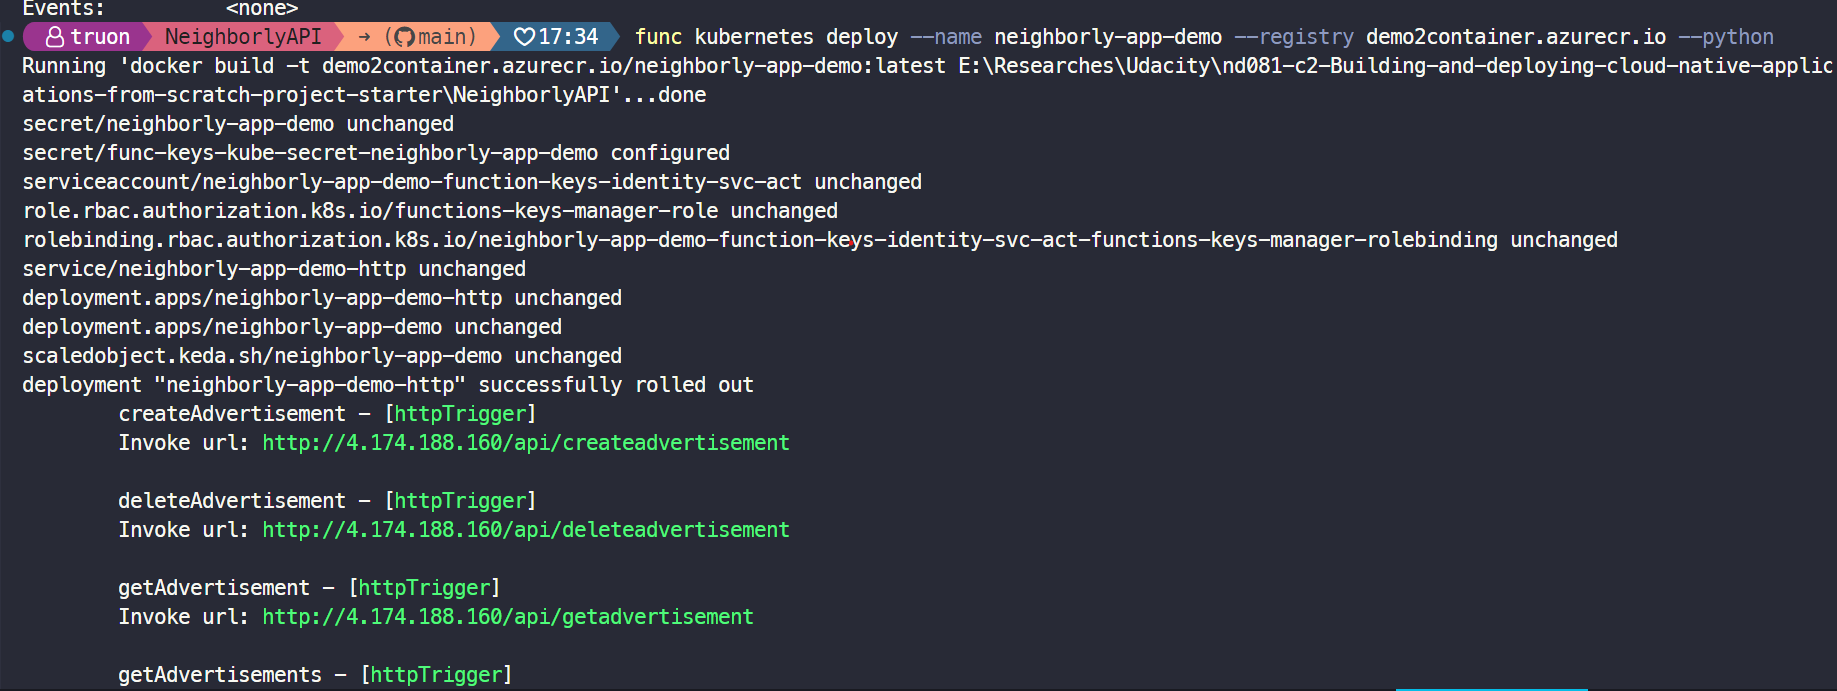 Events:          <none>
truon NeighborlyAPI → (main) 17:34 func kubernetes deploy --name neighborly-app-demo --registry demo2container.azurecr.io --python
Running 'docker build -t demo2container.azurecr.io/neighborly-app-demo:latest E:\Researches\Udacity\nd081-c2-Building-and-deploying-cloud-native-applic
ations-from-scratch-project-starter\NeighborlyAPI'...done
secret/neighborly-app-demo unchanged
secret/func-keys-kube-secret-neighborly-app-demo configured
serviceaccount/neighborly-app-demo-function-keys-identity-svc-act unchanged
role.rbac.authorization.k8s.io/functions-keys-manager-role unchanged
rolebinding.rbac.authorization.k8s.io/neighborly-app-demo-function-keys-identity-svc-act-functions-keys-manager-rolebinding unchanged
service/neighborly-app-demo-http unchanged
deployment.apps/neighborly-app-demo-http unchanged
deployment.apps/neighborly-app-demo unchanged
scaledobject.keda.sh/neighborly-app-demo unchanged
deployment "neighborly-app-demo-http" successfully rolled out
createAdvertisement - [httpTrigger]
Invoke url: http://4.174.188.160/api/createadvertisement
deleteAdvertisement - [httpTrigger]
Invoke url: http://4.174.188.160/api/deleteadvertisement
getAdvertisement - [httpTrigger]
Invoke url: http://4.174.188.160/api/getadvertisement
getAdvertisements - [httpTrigger]